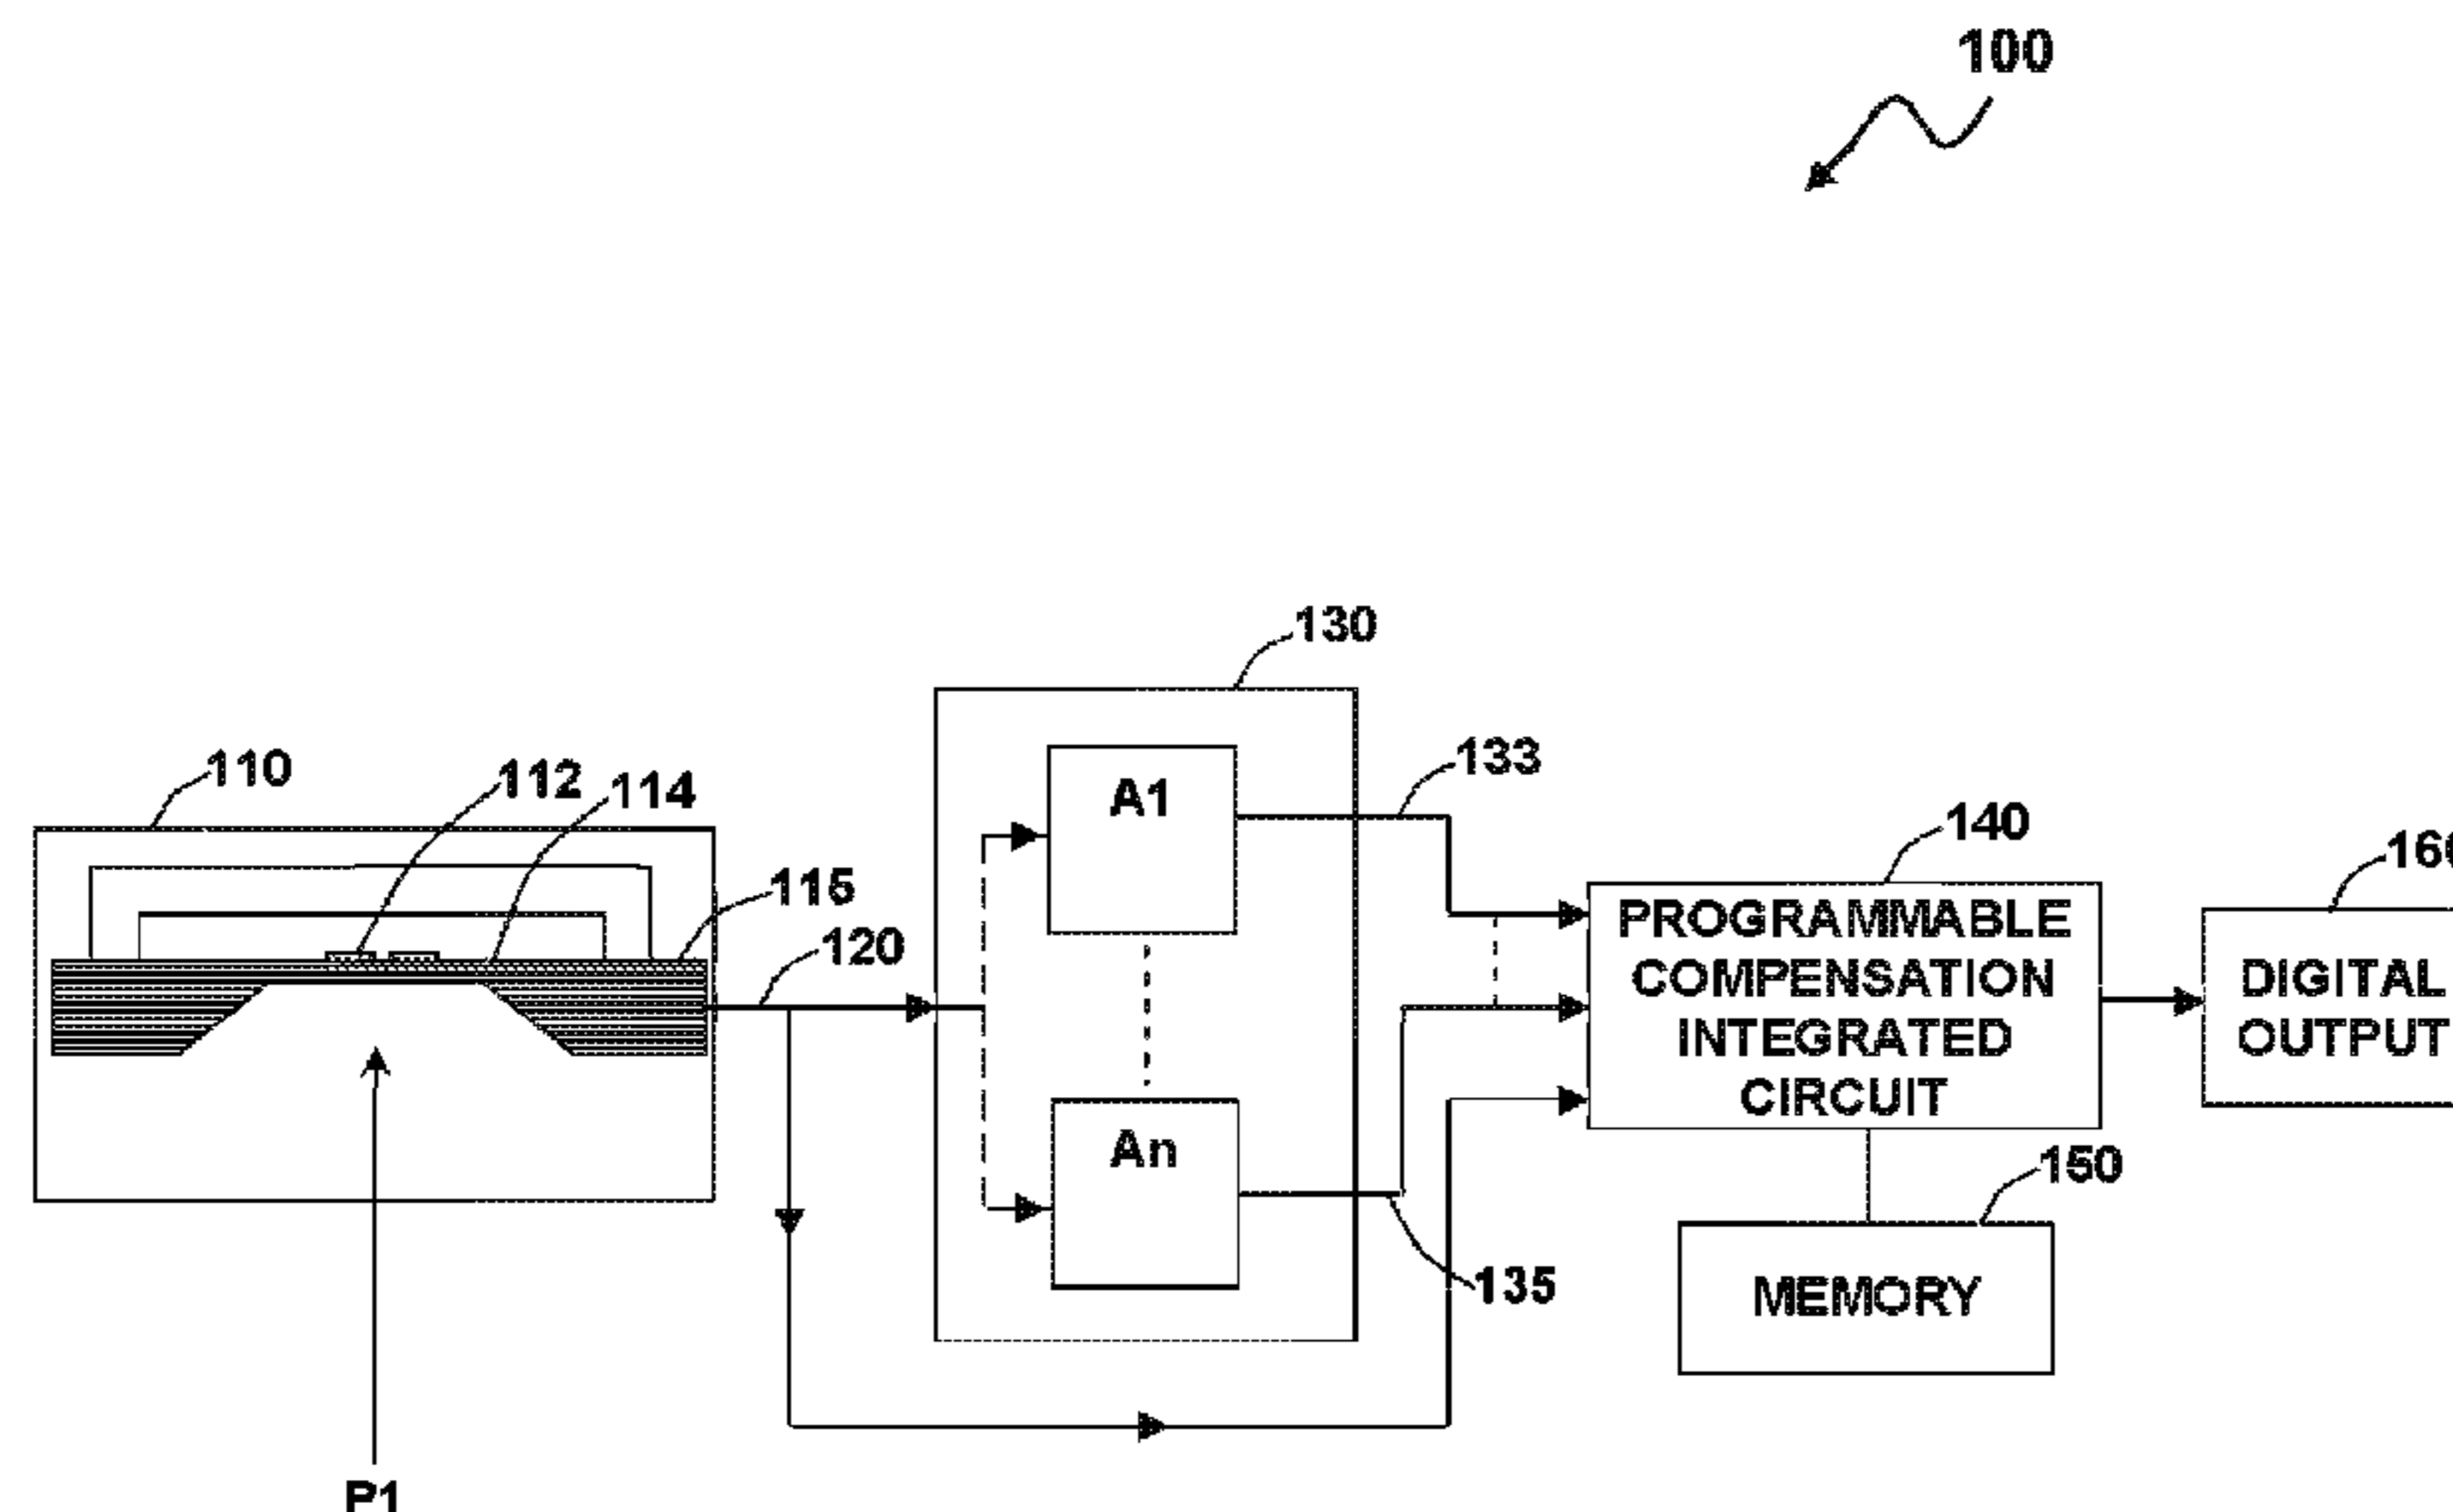 100
130
133
110
112
114
140
160
115
120
A1
PROGRAMMABLE
COMPENSATION
INTEGRATED
CIRCUIT
DIGITAL
OUTPUT
An
150
135
MEMORY
P1